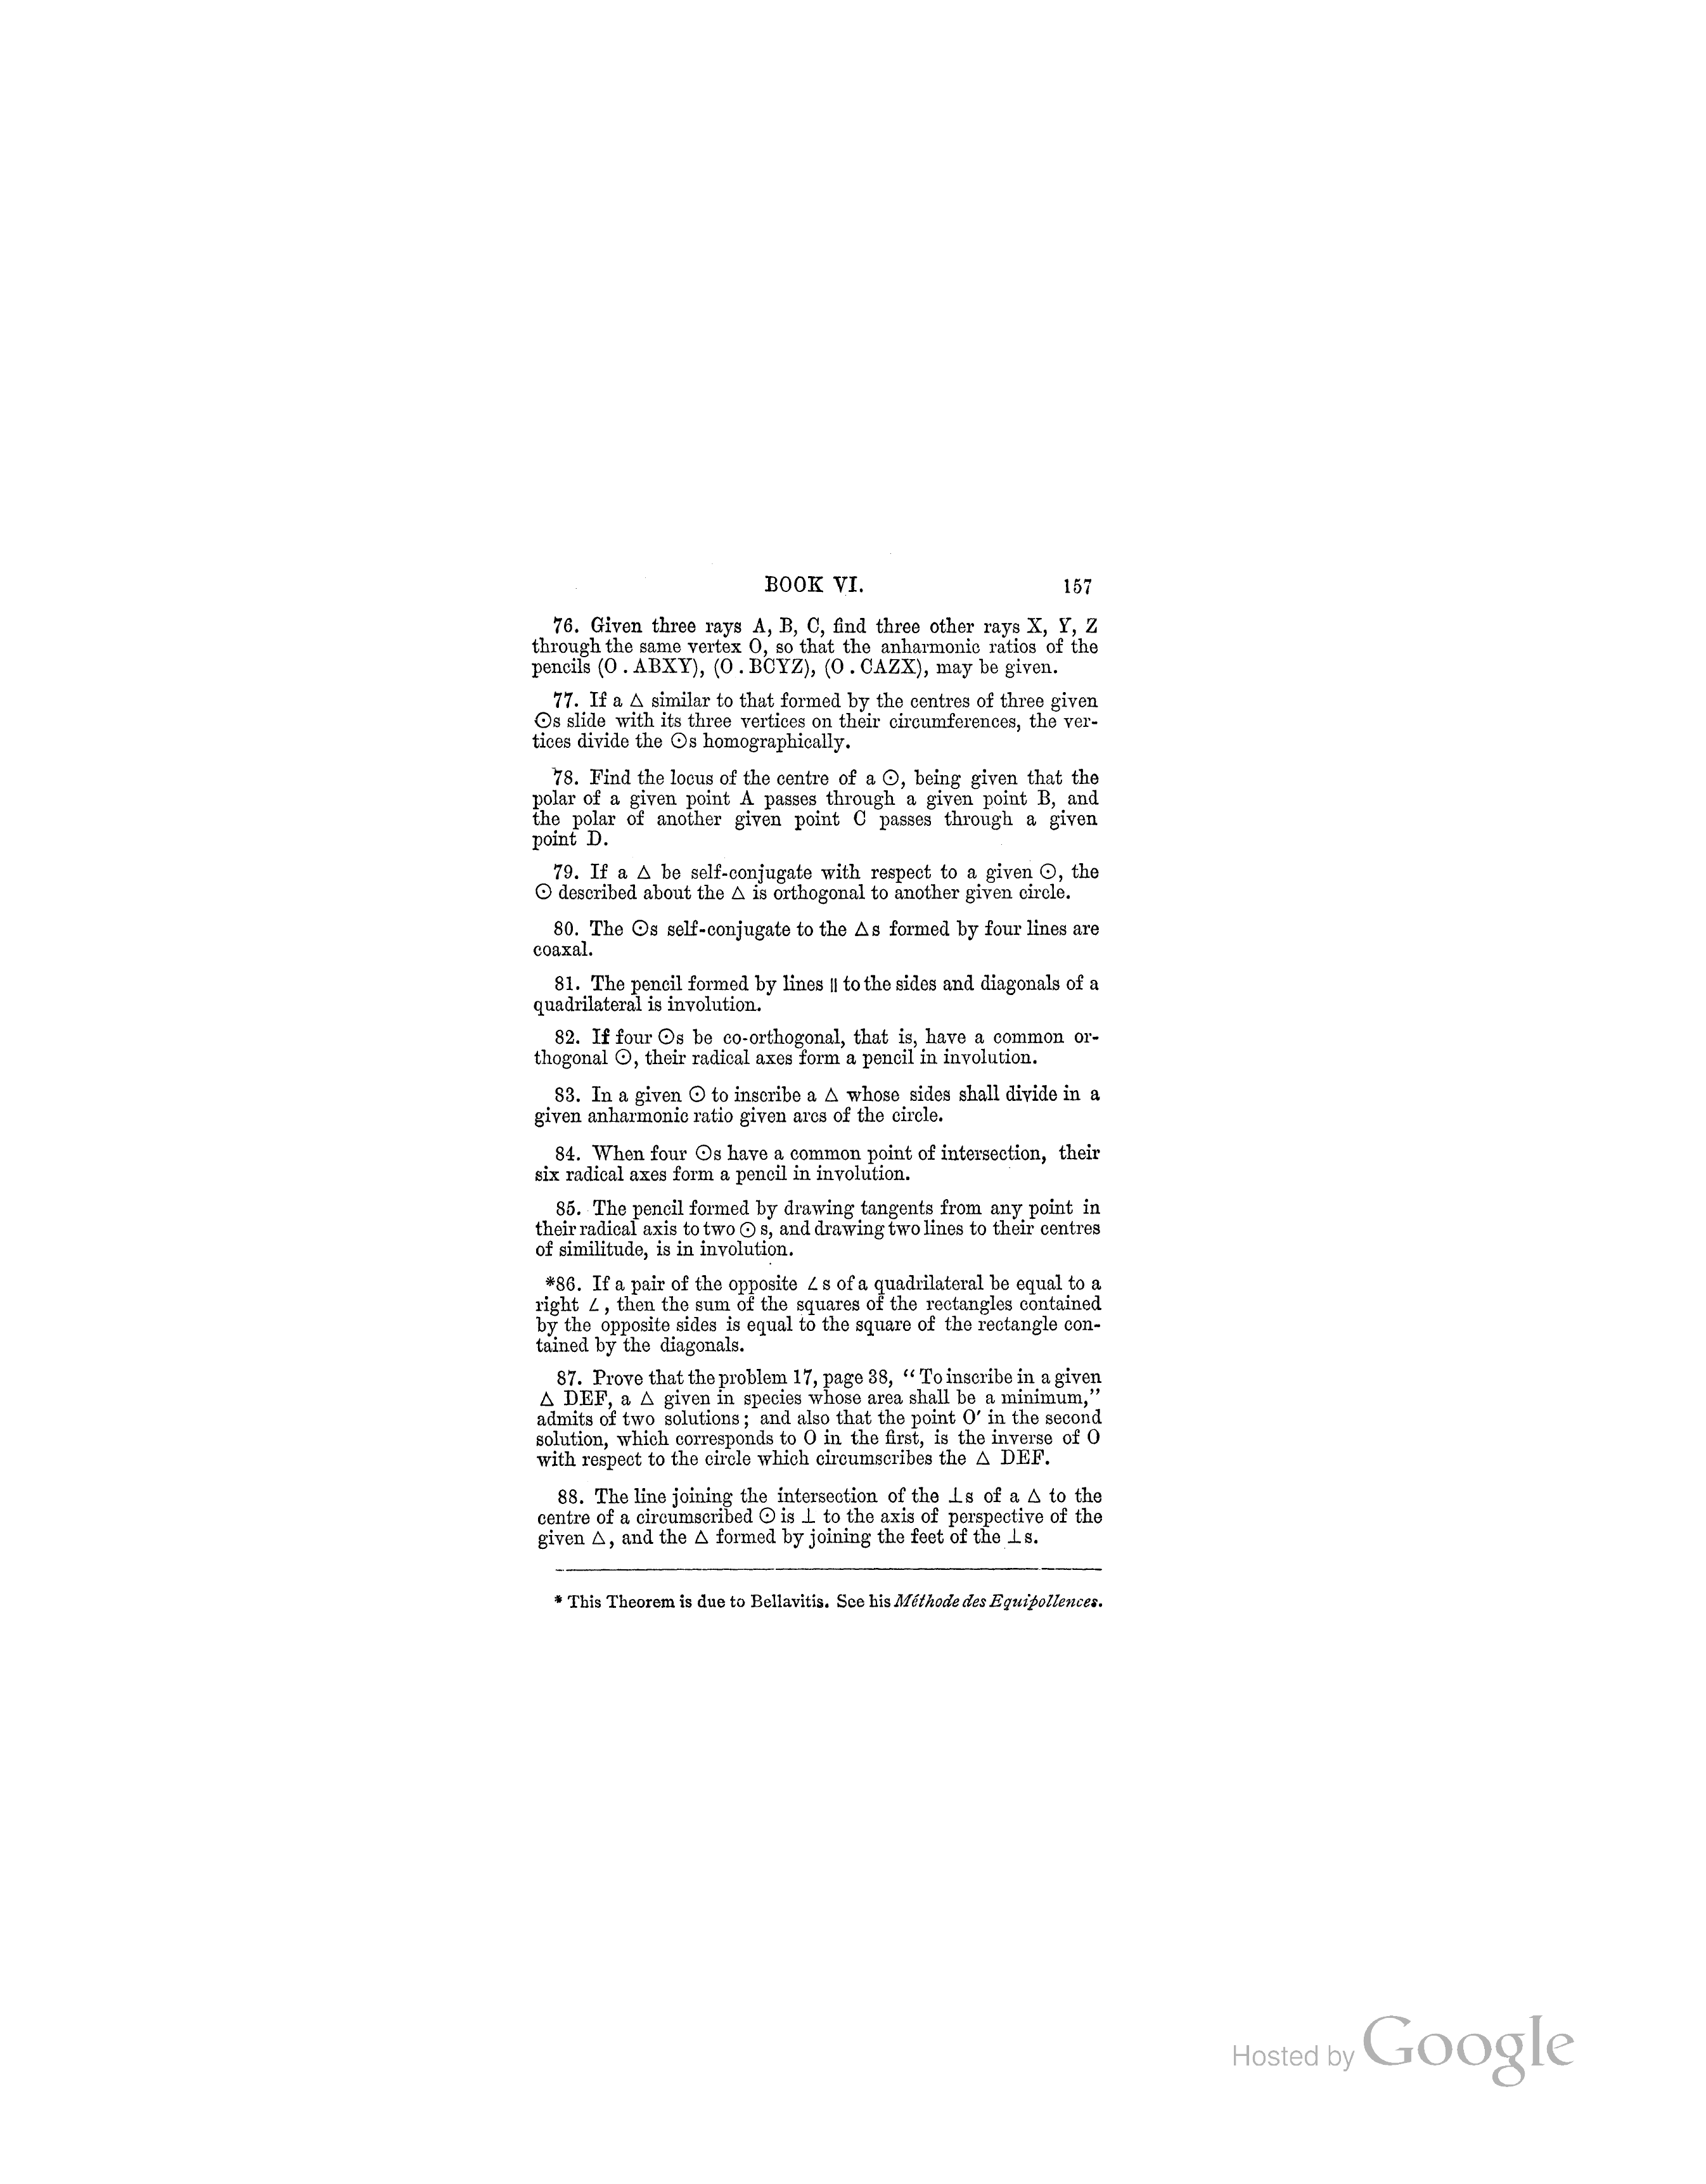 BOOK VI. 157
76. Given three rays A, B, C, find three other rays X, Y, Z
through the same vertex O, so that the anharmonic ratios of the
pencils (O . ABXY), (O . BCYZ), (O . CAZX), may be given.
77. If a △ similar to that formed by the centres of three given
⊙s slide with its three vertices on their circumferences, the ver-
tices divide the ⊙s homographically.
78. Find the locus of the centre of a ⊙, being given that the
polar of a given point A passes through a given point B, and
the polar of another given point C passes through a given
point D.
79. If a △ be self-conjugate with respect to a given ⊙, the
⊙ described about the △ is orthogonal to another given circle.
80. The ⊙s self-conjugate to the △s formed by four lines are
coaxal.
81. The pencil formed by lines || to the sides and diagonals of a
quadrilateral is involution.
82. If four ⊙s be co-orthogonal, that is, have a common or-
thogonal ⊙, their radical axes form a pencil in involution.
83. In a given ⊙ to inscribe a △ whose sides shall divide in a
given anharmonic ratio given arcs of the circle.
84. When four ⊙s have a common point of intersection, their
six radical axes form a pencil in involution.
85. The pencil formed by drawing tangents from any point in
their radical axis to two ⊙s, and drawing two lines to their centres
of similitude, is in involution.
*86. If a pair of the opposite ∠s of a quadrilateral be equal to a
right ∠, then the sum of the squares of the rectangles contained
by the opposite sides is equal to the square of the rectangle con-
tained by the diagonals.
87. Prove that the problem 17, page 38, “To inscribe in a given
△ DEF, a △ given in species whose area shall be a minimum,”
admits of two solutions; and also that the point O′ in the second
solution, which corresponds to O in the first, is the inverse of O
with respect to the circle which circumscribes the △ DEF.
88. The line joining the intersection of the ⊥s of a △ to the
centre of a circumscribed ⊙ is ⊥ to the axis of perspective of the
given △, and the △ formed by joining the feet of the ⊥s.
* This Theorem is due to Bellavitis. See his Méthode des Equipollences.
Hosted by Google